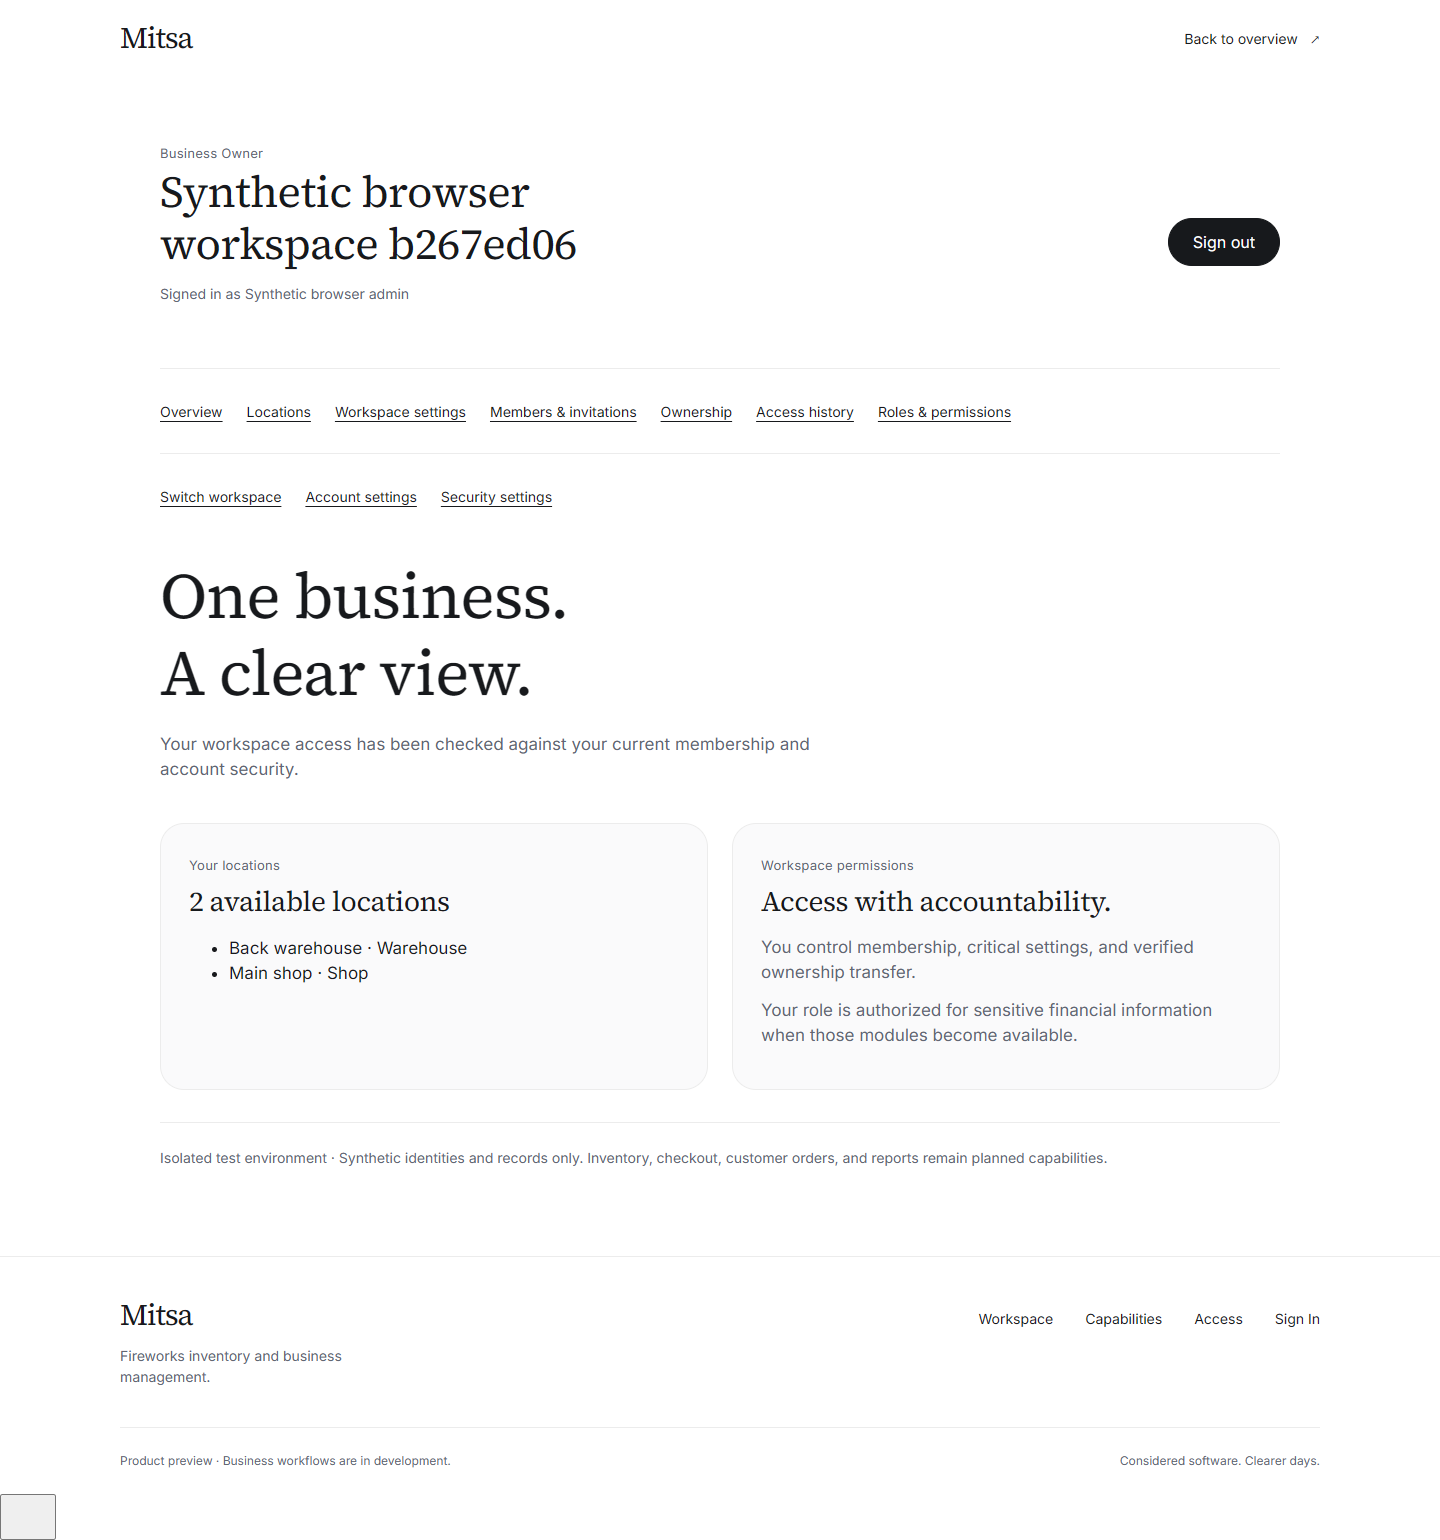 Mitsa
Back to overview ↗
Business Owner
Synthetic browser
workspace b267ed06
Sign out
Signed in as Synthetic browser admin
Overview Locations Workspace settings Members & invitations Ownership Access history Roles & permissions
Switch workspace Account settings Security settings
One business.
A clear view.
Your workspace access has been checked against your current membership and
account security.
Your locations
2 available locations
• Back warehouse · Warehouse
• Main shop · Shop
Workspace permissions
Access with accountability.
You control membership, critical settings, and verified
ownership transfer.
Your role is authorized for sensitive financial information
when those modules become available.
Isolated test environment · Synthetic identities and records only. Inventory, checkout, customer orders, and reports remain planned capabilities.
Mitsa
Workspace Capabilities Access Sign In
Fireworks inventory and business
management.
Product preview · Business workflows are in development.
Considered software. Clearer days.